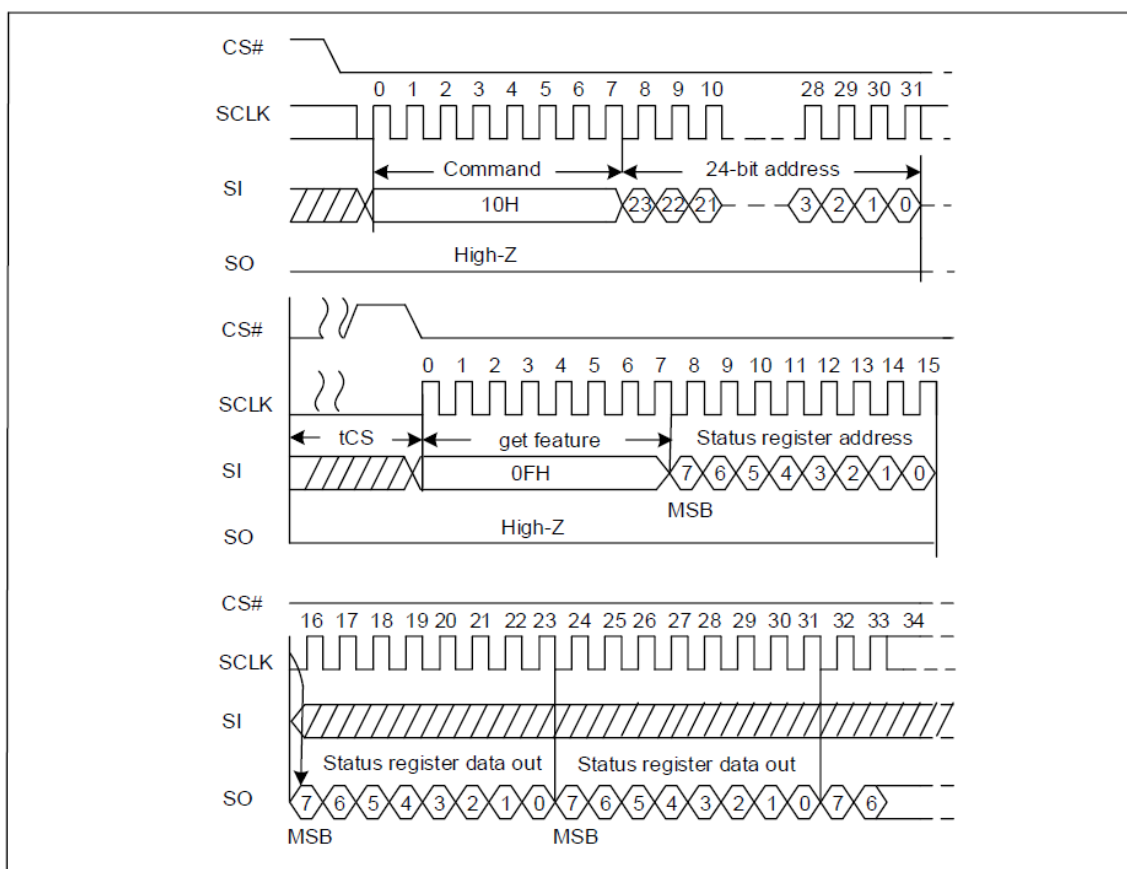 CS#
0 1 2 3 4 5 6 7 8 9 10 28 29 30 31
SCLK
Command 24-bit address
SI
10H 23 22 21 3 2 1 0
High-Z
SO
CS#
0 1 2 3 4 5 6 7 8 9 10 11 12 13 14 15
SCLK
tCS get feature Status register address
SI
0FH 7 6 5 4 3 2 1 0
MSB
High-Z
SO
CS#
16 17 18 19 20 21 22 23 24 25 26 27 28 29 30 31 32 33 34
SCLK
SI
Status register data out Status register data out
SO 7 6 5 4 3 2 1 0 7 6 5 4 3 2 1 0 7 6
MSB MSB